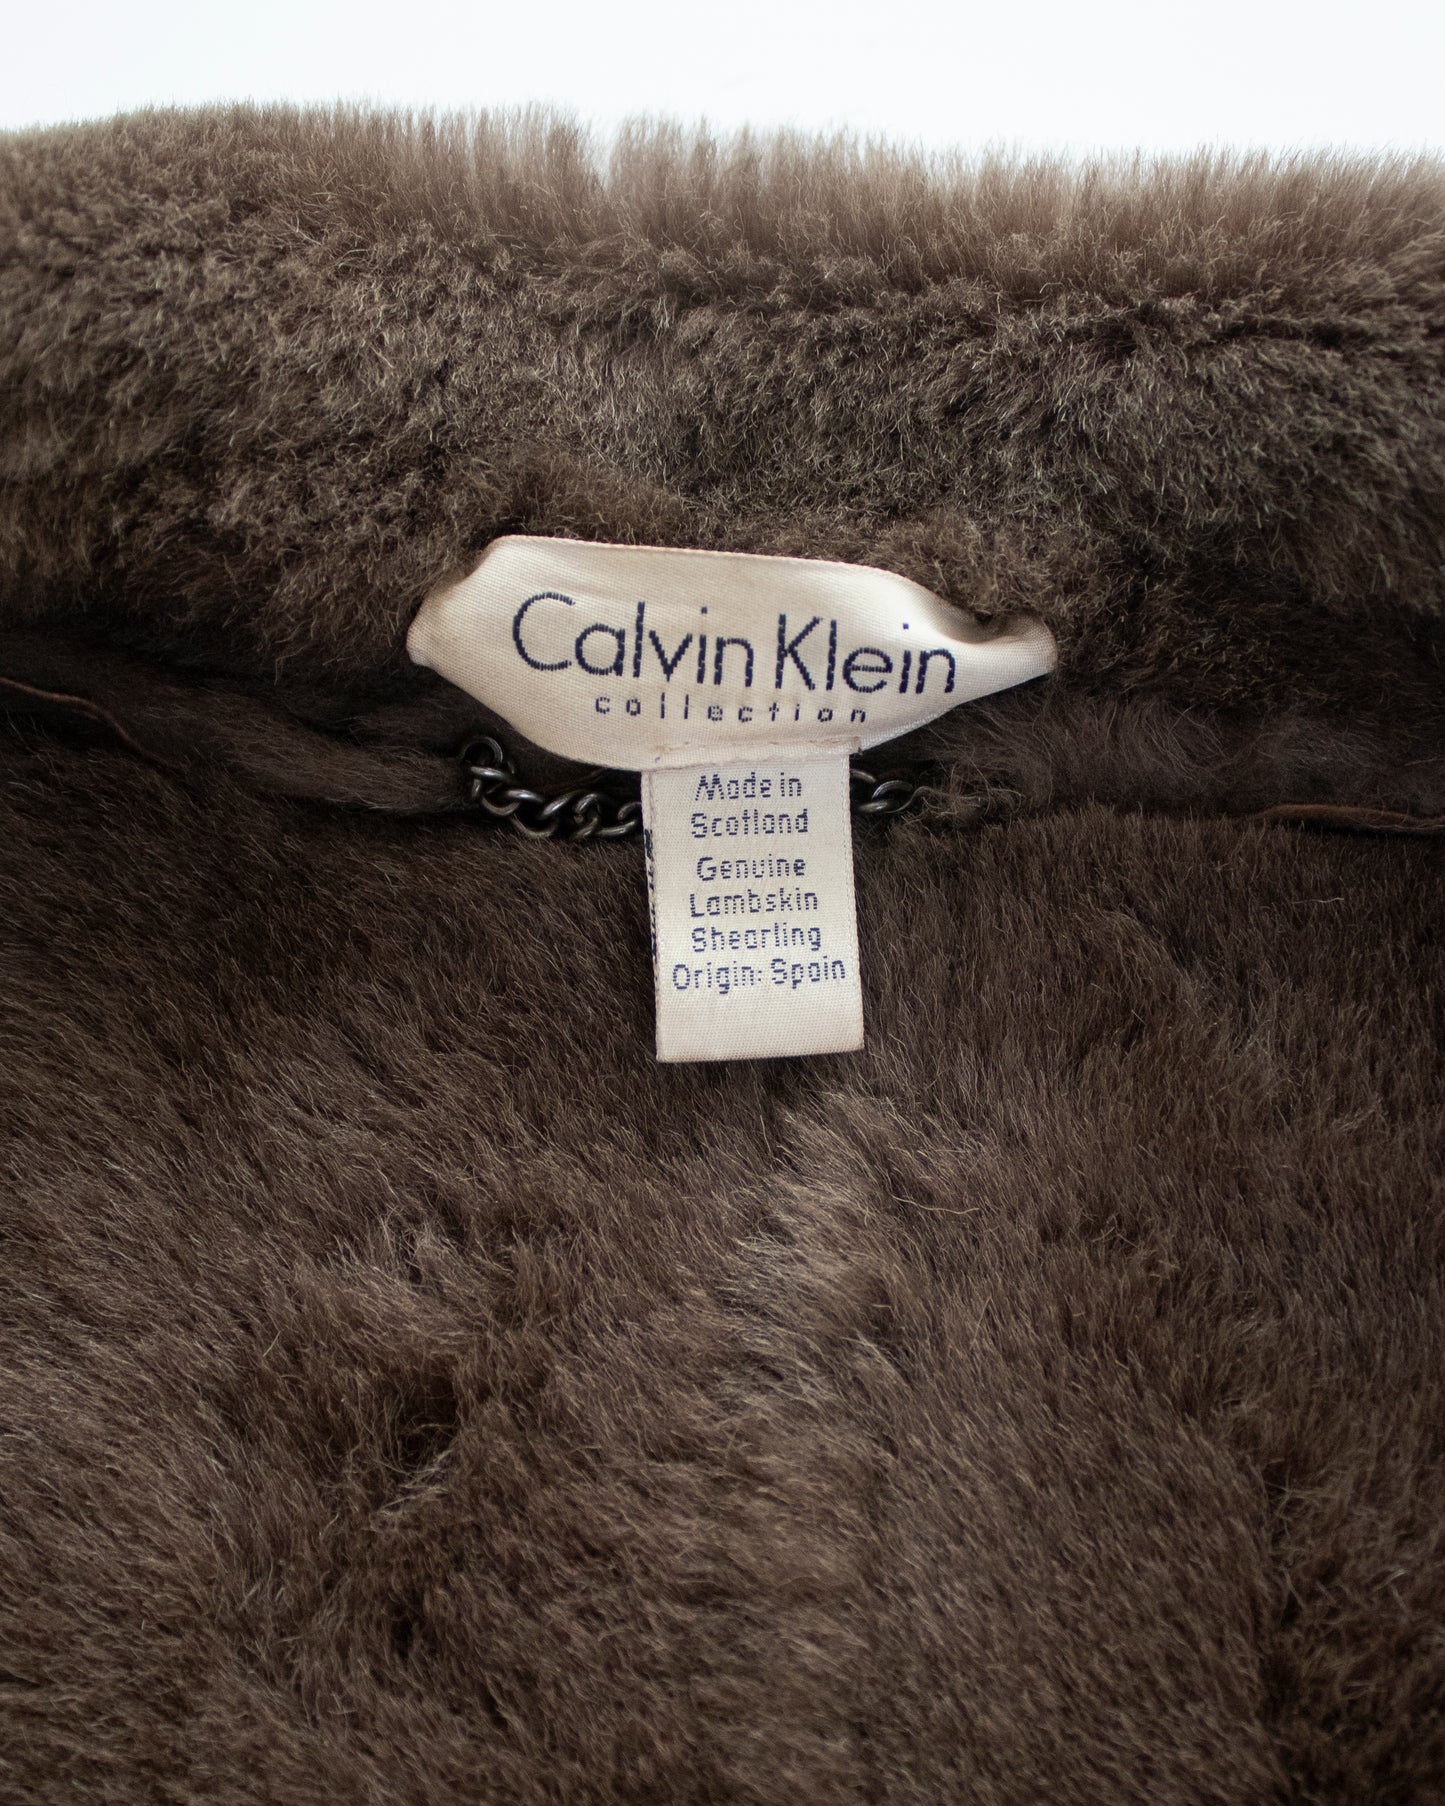 Calvin Klein
collection
Made in
Scotland
Genuine
Lambskin
Shearling
Origin: Spain